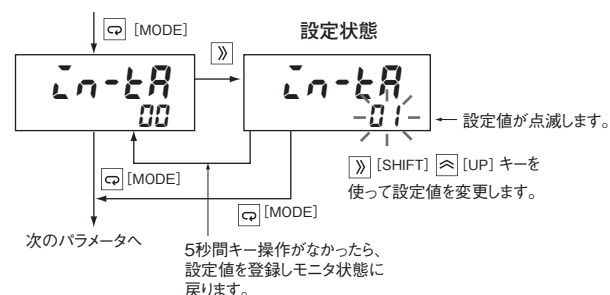 [MODE]
設定状態
in-tA
00
in-tA
01
設定値が点滅します。
[SHIFT] [UP] キーを
使って設定値を変更します。
[MODE]
[MODE]
次のパラメータへ
5秒間キー操作がなかったら、
設定値を登録しモニタ状態に
戻ります。